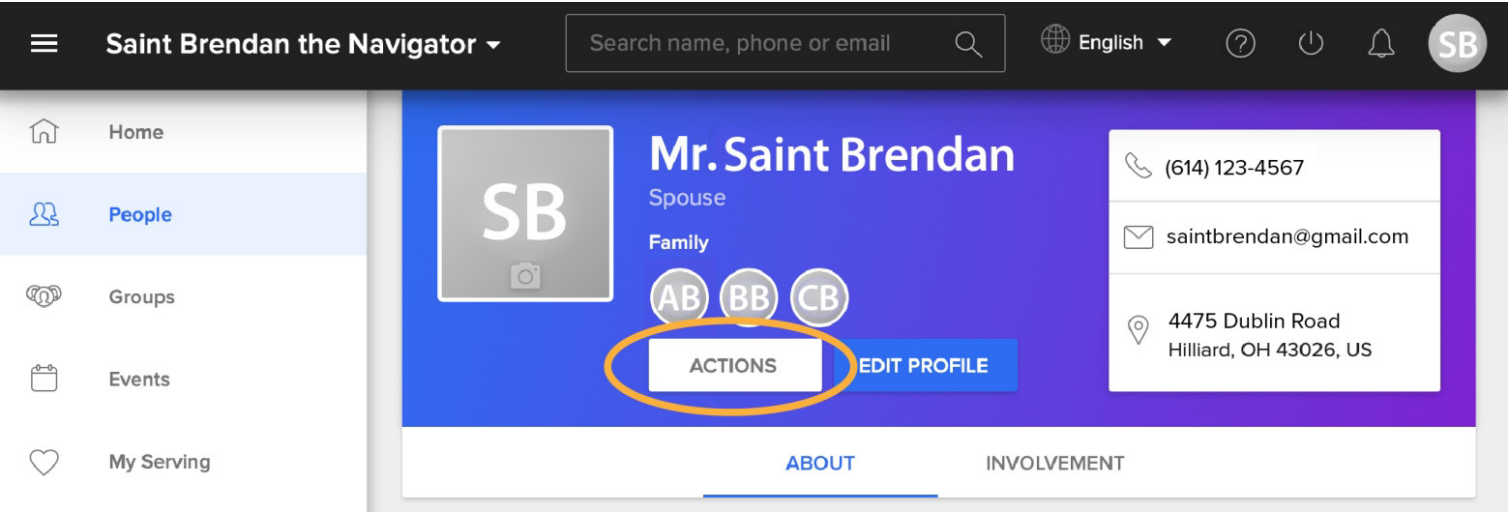 Saint Brendan the Navigator
Search name, phone or email
English
?
SB
Home
People
Groups
Events
My Serving
SB
Mr. Saint Brendan
Spouse
Family
AB BB CB
ACTIONS
EDIT PROFILE
(614) 123-4567
saintbrendan@gmail.com
4475 Dublin Road
Hilliard, OH 43026, US
ABOUT
INVOLVEMENT